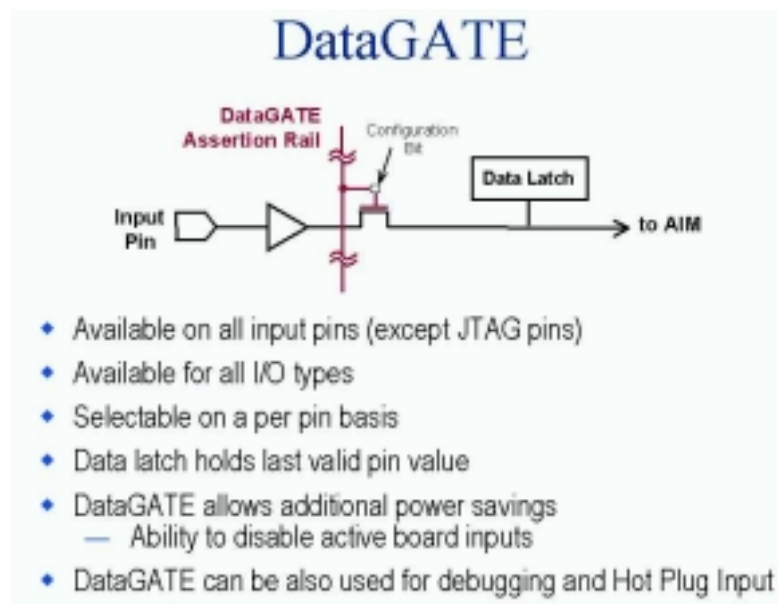 DataGATE
DataGATE
Assertion Rail
Configuration
Bit
Data Latch
Input
Pin
to AIM
Available on all input pins (except JTAG pins)
Available for all I/O types
Selectable on a per pin basis
Data latch holds last valid pin value
DataGATE allows additional power savings
— Ability to disable active board inputs
DataGATE can be also used for debugging and Hot Plug Input